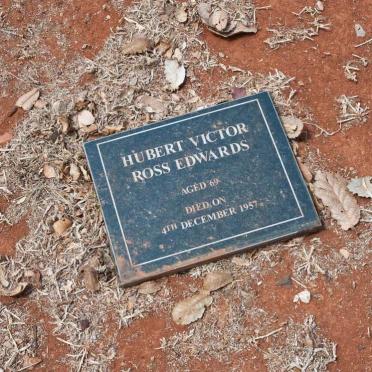 HUBERT VICTOR
ROSS EDWARDS
AGED 69
DIED ON
4TH DECEMBER 1957